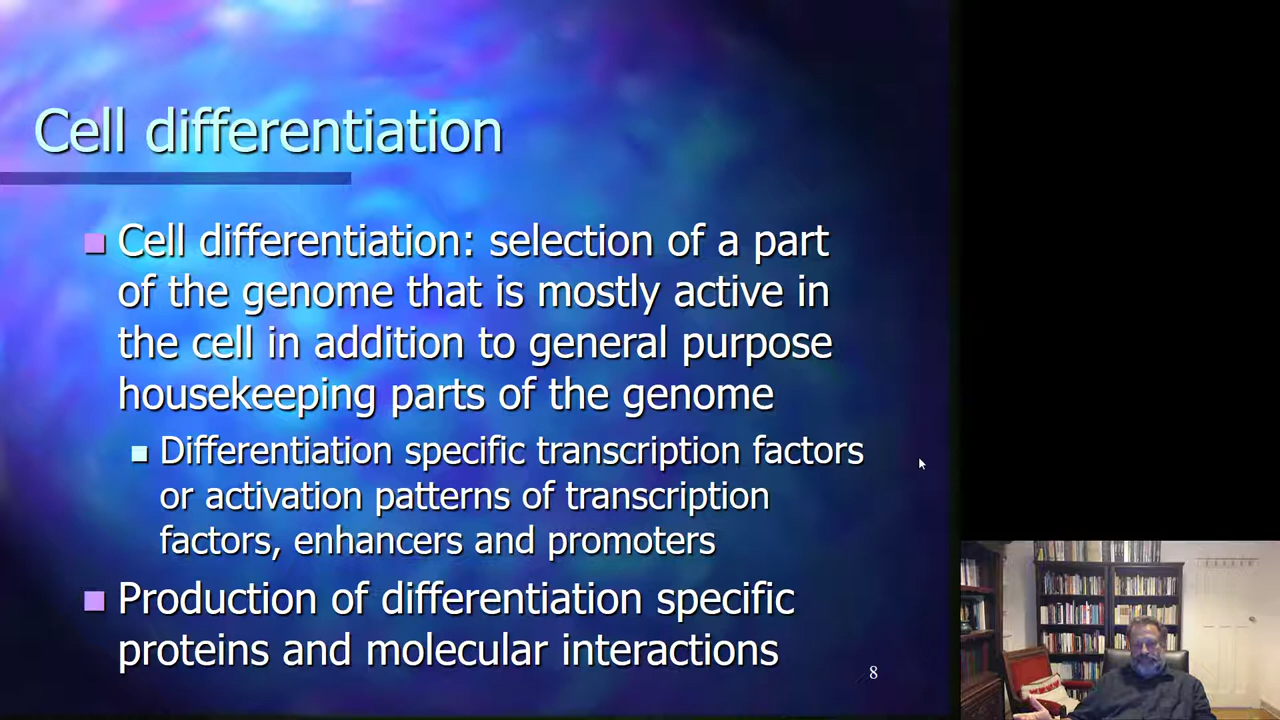 Cell differentiation
Cell differentiation: selection of a part
of the genome that is mostly active in
the cell in addition to general purpose
housekeeping parts of the genome
Differentiation specific transcription factors
or activation patterns of transcription
factors, enhancers and promoters
Production of differentiation specific
proteins and molecular interactions
8